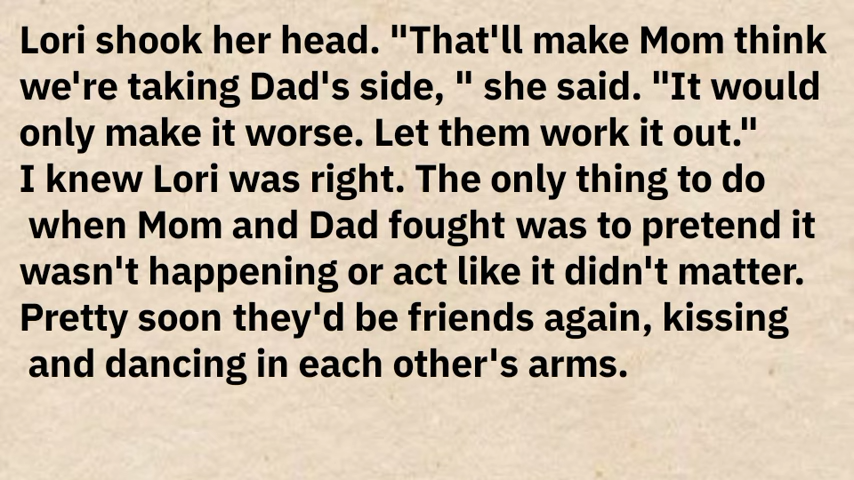 Lori shook her head. "That'll make Mom think
we're taking Dad's side, " she said. "It would
only make it worse. Let them work it out."
I knew Lori was right. The only thing to do
when Mom and Dad fought was to pretend it
wasn't happening or act like it didn't matter.
Pretty soon they'd be friends again, kissing
and dancing in each other's arms.